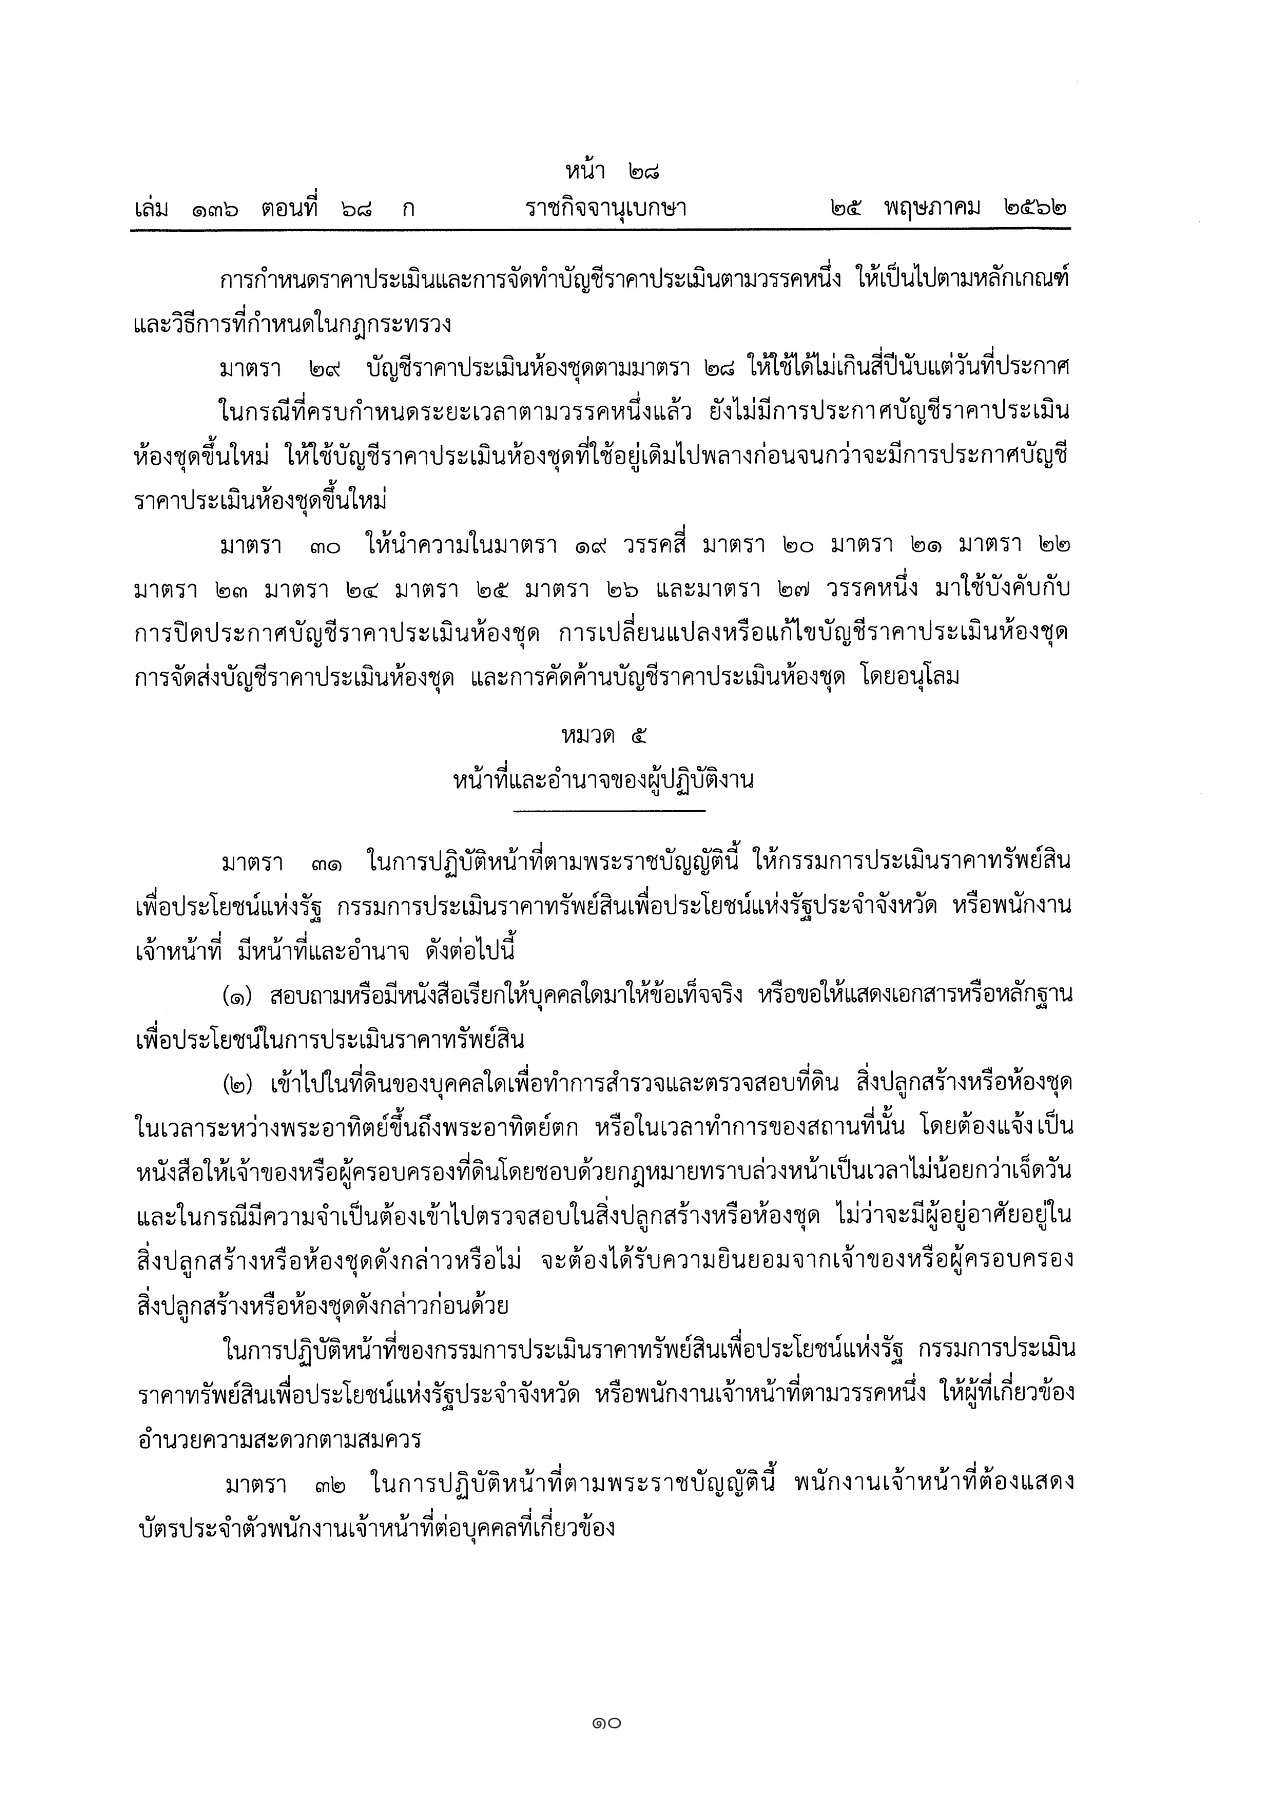 หน้า ๒๘
เล่ม ๑๓๖ ตอนที่ ๖๘ ก ราชกิจจานุเบกษา ๒๕ พฤษภาคม ๒๕๖๒
การกำหนดราคาประเมินและการจัดทำบัญชีราคาประเมินตามวรรคหนึ่ง ให้เป็นไปตามหลักเกณฑ์
และวิธีการที่กำหนดในกฎกระทรวง
มาตรา ๒๙ บัญชีราคาประเมินห้องชุดตามมาตรา ๒๘ ให้ใช้ได้ไม่เกินสี่ปีนับแต่วันที่ประกาศ
ในกรณีที่ครบกำหนดระยะเวลาตามวรรคหนึ่งแล้ว ยังไม่มีการประกาศบัญชีราคาประเมิน
ห้องชุดขึ้นใหม่ ให้ใช้บัญชีราคาประเมินห้องชุดที่ใช้อยู่เดิมไปพลางก่อนจนกว่าจะมีการประกาศบัญชี
ราคาประเมินห้องชุดขึ้นใหม่
มาตรา ๓๐ ให้นำความในมาตรา ๑๙ วรรคสี่ มาตรา ๒๐ มาตรา ๒๑ มาตรา ๒๒
มาตรา ๒๓ มาตรา ๒๔ มาตรา ๒๕ มาตรา ๒๖ และมาตรา ๒๗ วรรคหนึ่ง มาใช้บังคับกับ
การปิดประกาศบัญชีราคาประเมินห้องชุด การเปลี่ยนแปลงหรือแก้ไขบัญชีราคาประเมินห้องชุด
การจัดส่งบัญชีราคาประเมินห้องชุด และการคัดค้านบัญชีราคาประเมินห้องชุด โดยอนุโลม
หมวด ๕
หน้าที่และอำนาจของผู้ปฏิบัติงาน
มาตรา ๓๑ ในการปฏิบัติหน้าที่ตามพระราชบัญญัตินี้ ให้กรรมการประเมินราคาทรัพย์สิน
เพื่อประโยชน์แห่งรัฐ กรรมการประเมินราคาทรัพย์สินเพื่อประโยชน์แห่งรัฐประจำจังหวัด หรือพนักงาน
เจ้าหน้าที่ มีหน้าที่และอำนาจ ดังต่อไปนี้
(๑) สอบถามหรือมีหนังสือเรียกให้บุคคลใดมาให้ข้อเท็จจริง หรือขอให้แสดงเอกสารหรือหลักฐาน
เพื่อประโยชน์ในการประเมินราคาทรัพย์สิน
(๒) เข้าไปในที่ดินของบุคคลใดเพื่อทำการสำรวจและตรวจสอบที่ดิน สิ่งปลูกสร้างหรือห้องชุด
ในเวลาระหว่างพระอาทิตย์ขึ้นถึงพระอาทิตย์ตก หรือในเวลาทำการของสถานที่นั้น โดยต้องแจ้งเป็น
หนังสือให้เจ้าของหรือผู้ครอบครองที่ดินโดยชอบด้วยกฎหมายทราบล่วงหน้าเป็นเวลาไม่น้อยกว่าเจ็ดวัน
และในกรณีมีความจำเป็นต้องเข้าไปตรวจสอบในสิ่งปลูกสร้างหรือห้องชุด ไม่ว่าจะมีผู้อยู่อาศัยอยู่ใน
สิ่งปลูกสร้างหรือห้องชุดดังกล่าวหรือไม่ จะต้องได้รับความยินยอมจากเจ้าของหรือผู้ครอบครอง
สิ่งปลูกสร้างหรือห้องชุดดังกล่าวก่อนด้วย
ในการปฏิบัติหน้าที่ของกรรมการประเมินราคาทรัพย์สินเพื่อประโยชน์แห่งรัฐ กรรมการประเมิน
ราคาทรัพย์สินเพื่อประโยชน์แห่งรัฐประจำจังหวัด หรือพนักงานเจ้าหน้าที่ตามวรรคหนึ่ง ให้ผู้ที่เกี่ยวข้อง
อำนวยความสะดวกตามสมควร
มาตรา ๓๒ ในการปฏิบัติหน้าที่ตามพระราชบัญญัตินี้ พนักงานเจ้าหน้าที่ต้องแสดง
บัตรประจำตัวพนักงานเจ้าหน้าที่ต่อบุคคลที่เกี่ยวข้อง
๑๐